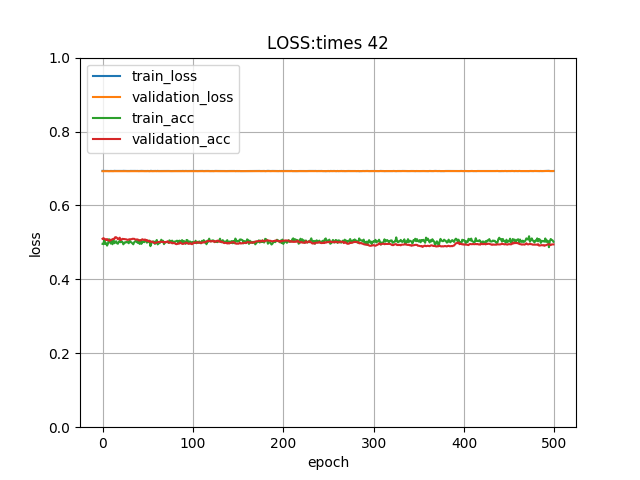 LOSS:times 42
1.0
0.8
0.6
0.4
0.2
0.0
loss
train_loss
validation_loss
train_acc
validation_acc
0 100 200 300 400 500
epoch